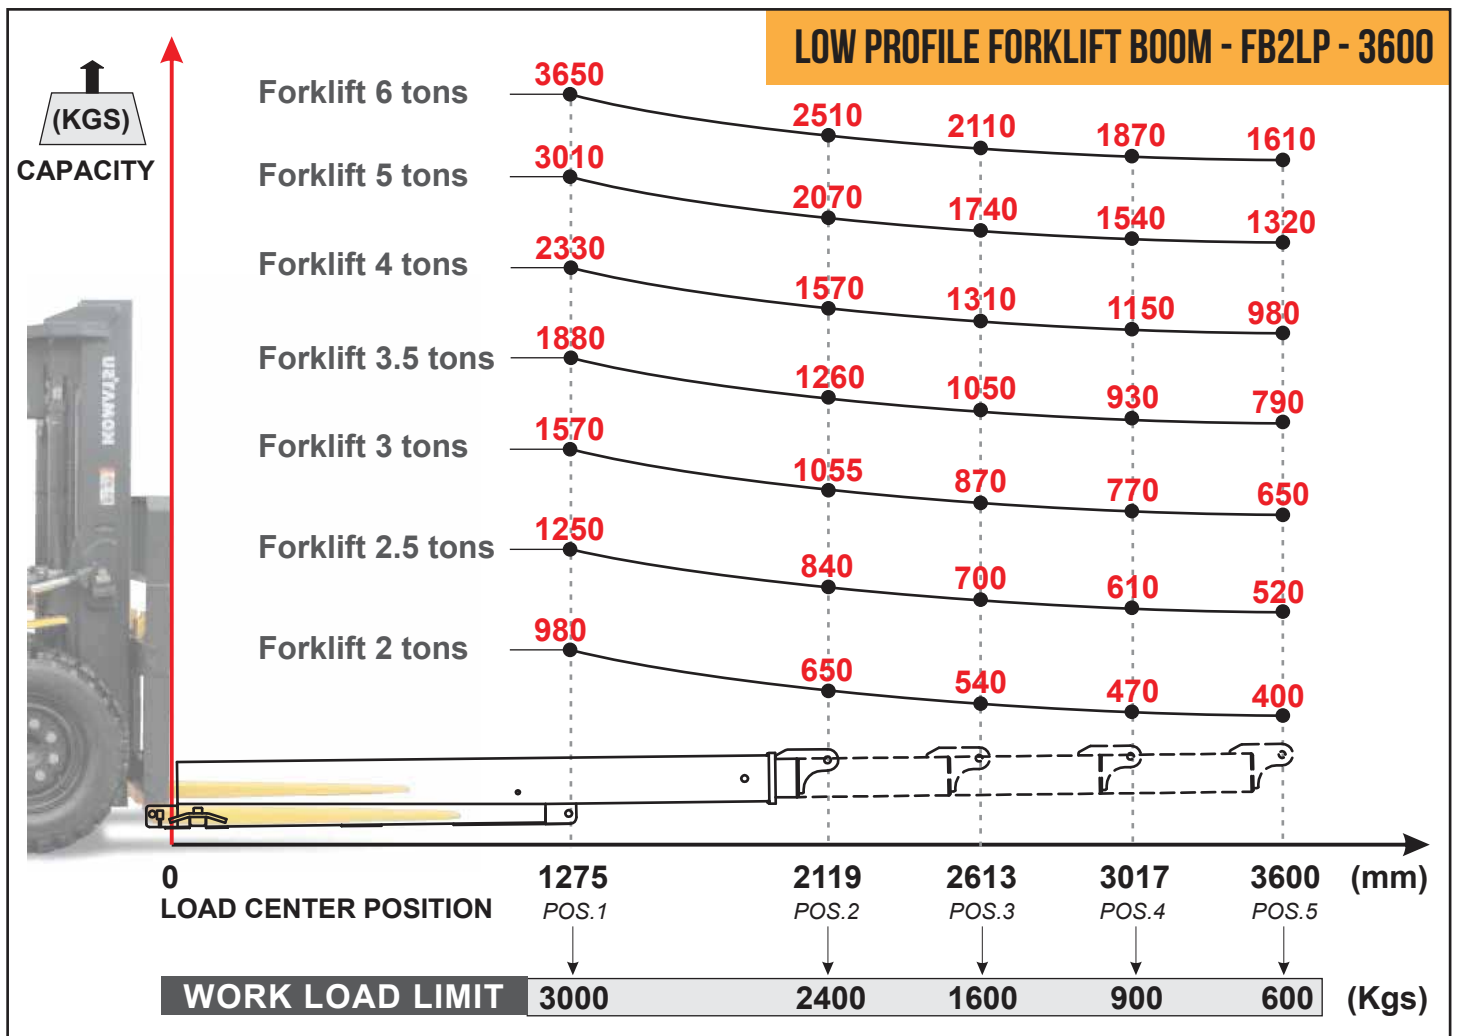 LOW PROFILE FORKLIFT BOOM - FB2LP - 3600
(KGS)
CAPACITY
Forklift 6 tons 3650 2510 2110 1870 1610
Forklift 5 tons 3010 2070 1740 1540 1320
Forklift 4 tons 2330 1570 1310 1150 980
Forklift 3.5 tons 1880 1260 1050 930 790
Forklift 3 tons 1570 1055 870 770 650
Forklift 2.5 tons 1250 840 700 610 520
Forklift 2 tons 980 650 540 470 400
0 1275 2119 2613 3017 3600 (mm)
LOAD CENTER POSITION POS.1 POS.2 POS.3 POS.4 POS.5
WORK LOAD LIMIT 3000 2400 1600 900 600 (Kgs)